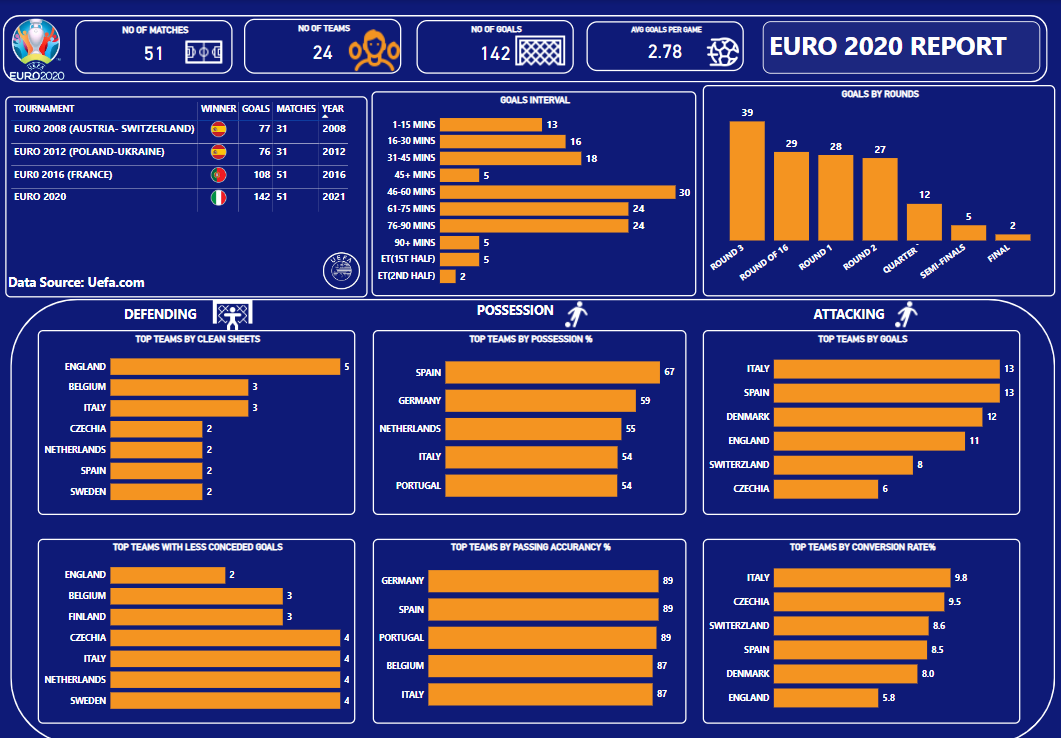 NO OF MATCHES
51
NO OF TEAMS
24
NO OF GOALS
142
AVG GOALS PER GAME
2.78
EURO 2020 REPORT
UEFA
EURO2020
TOURNAMENT WINNER GOALS MATCHES YEAR
EURO 2008 (AUSTRIA- SWITZERLAND) 77 31 2008
EURO 2012 (POLAND-UKRAINE) 76 31 2012
EUR0 2016 (FRANCE) 108 51 2016
EURO 2020 142 51 2021
UEFA
Data Source: Uefa.com
GOALS INTERVAL
1-15 MINS 13
16-30 MINS 16
31-45 MINS 18
45+ MINS 5
46-60 MINS 30
61-75 MINS 24
76-90 MINS 24
90+ MINS 5
ET(1ST HALF) 5
ET(2ND HALF) 2
GOALS BY ROUNDS
39
29
28
27
12
5
2
ROUND 3
ROUND OF 16
ROUND 1
ROUND 2
QUARTER-
SEMI-FINALS
FINAL
DEFENDING
TOP TEAMS BY CLEAN SHEETS
ENGLAND 5
BELGIUM 3
ITALY 3
CZECHIA 2
NETHERLANDS 2
SPAIN 2
SWEDEN 2
POSSESSION
TOP TEAMS BY POSSESSION %
SPAIN 67
GERMANY 59
NETHERLANDS 55
ITALY 54
PORTUGAL 54
ATTACKING
TOP TEAMS BY GOALS
ITALY 13
SPAIN 13
DENMARK 12
ENGLAND 11
SWITERZLAND 8
CZECHIA 6
TOP TEAMS WITH LESS CONCEDED GOALS
ENGLAND 2
BELGIUM 3
FINLAND 3
CZECHIA 4
ITALY 4
NETHERLANDS 4
SWEDEN 4
TOP TEAMS BY PASSING ACCURANCY %
GERMANY 89
SPAIN 89
PORTUGAL 89
BELGIUM 87
ITALY 87
TOP TEAMS BY CONVERSION RATE%
ITALY 9.8
CZECHIA 9.5
SWITERZLAND 8.6
SPAIN 8.5
DENMARK 8.0
ENGLAND 5.8